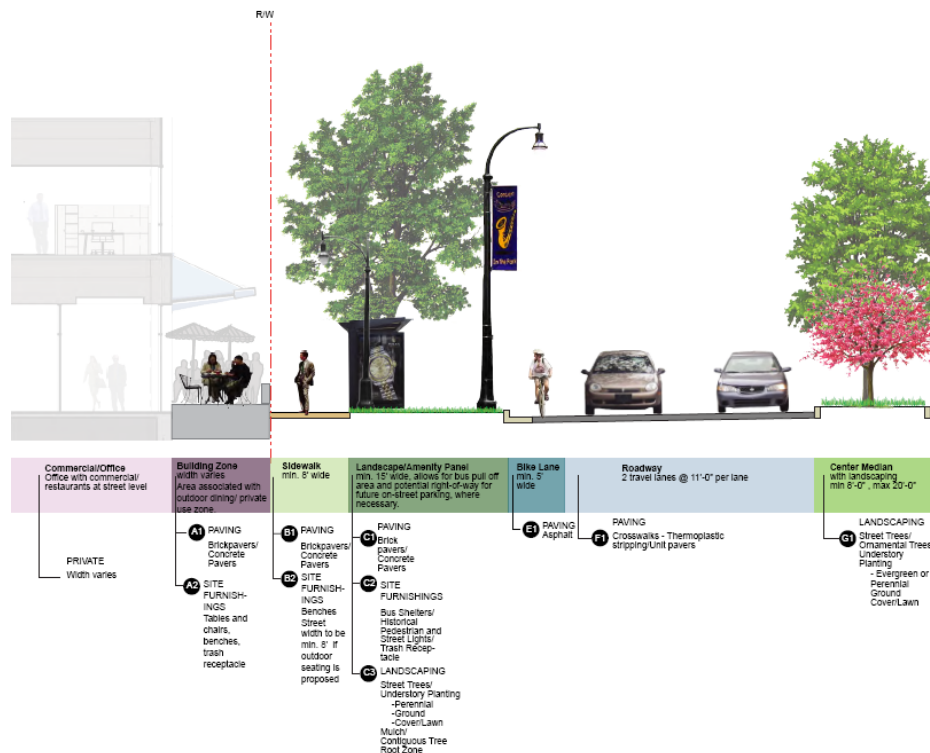 R/W
Commercial/Office
Office with commercial/
restaurants at street level
Building Zone
width varies
Area associated with
outdoor dining/ private
use zone.
Sidewalk
min. 8' wide
Landscape/Amenity Panel
min. 15' wide, allows for bus pull off
area and potential right-of-way for
future on-street parking, where
necessary.
Bike Lane
min. 5'
wide
Roadway
2 travel lanes @ 11'-0" per lane
Center Median
with landscaping
min 8'-0" , max 20'-0"
PRIVATE
Width varies
A1 PAVING
Brickpavers/
Concrete
Pavers
A2 SITE
FURNISH-
INGS
Tables and
chairs,
benches,
trash
receptacle
B1 PAVING
Brickpavers/
Concrete
Pavers
B2 SITE
FURNISH-
INGS
Benches
Street
width to be
min. 8' if
outdoor
seating is
proposed
PAVING
C1 Brick
pavers/
Concrete
Pavers
C2 SITE
FURNISHINGS
Bus Shelters/
Historical
Pedestrian and
Street Lights/
Trash Recep-
tacle
C3 LANDSCAPING
Street Trees/
Understory Planting
-Perennial
-Ground
-Cover/Lawn
Mulch/
Contiguous Tree
Root Zone
E1 PAVING
Asphalt
PAVING
F1 Crosswalks - Thermoplastic
stripping/Unit pavers
LANDSCAPING
G1 Street Trees/
Ornamental Trees
Understory
Planting
- Evergreen or
Perennial
Ground
Cover/Lawn